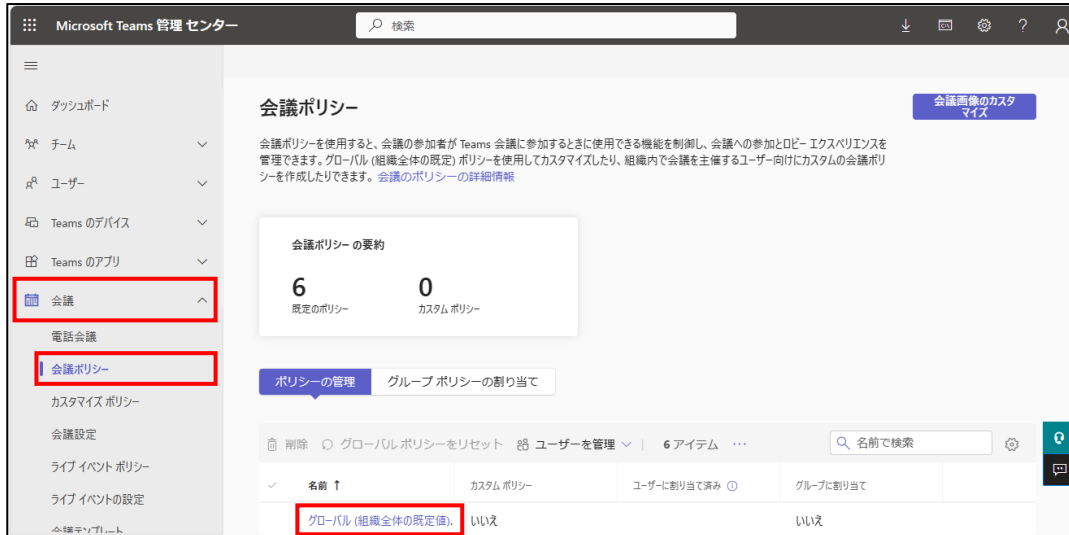 Microsoft Teams 管理 センター
検索
ダッシュボード
チーム
ユーザー
Teams のデバイス
Teams のアプリ
会議
電話会議
会議ポリシー
カスタマイズ ポリシー
会議設定
ライブ イベント ポリシー
ライブ イベントの設定
会議テンプレート
会議ポリシー
会議画像のカスタ
マイズ
会議ポリシーを使用すると、会議の参加者が Teams 会議に参加するときに使用できる機能を制御し、会議への参加とロビー エクスペリエンスを
管理できます。グローバル (組織全体の既定) ポリシーを使用してカスタマイズしたり、組織内で会議を主催するユーザー向けにカスタムの会議ポリ
シーを作成したりできます。 会議のポリシーの詳細情報
会議ポリシー の要約
6
既定のポリシー
0
カスタム ポリシー
ポリシーの管理
グループ ポリシーの割り当て
削除 グローバル ポリシーをリセット ユーザーを管理 6 アイテム …
名前で検索
名前 ↑ カスタム ポリシー ユーザーに割り当て済み グループに割り当て
グローバル (組織全体の既定値). いいえ いいえ